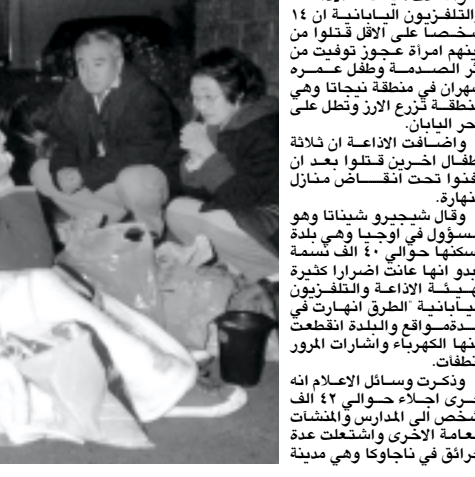 والتلفزيون اليابانية ان ١٤
شخصا على الاقل قتلوا من
بينهم امرأة عجوز توفيت من
اثر الصدمة وطفل عمره
شهران في منطقة نيجاتا وهي
منطقة تزرع الارز وتطل على
بحر اليابان.
واضافت الاذاعة ان ثلاثة
اطفال اخرين قتلوا بعد ان
دفنوا تحت انقاض منازل
منهارة.
وقال شيجيرو شيناتا وهو
مسؤول في اوجيا وهي بلدة
يسكنها حوالي ٤٠ الف نسمة
يبدو انها عانت اضرارا كثيرة
لهيئة الاذاعة والتلفزيون
اليابانية "الطرق انهارت في
عدة مواقع والبلدة انقطعت
عنها الكهرباء واشارات المرور
انطفأت.
وذكرت وسائل الاعلام انه
جرى اجلاء حوالي ٤٢ الف
شخص الى المدارس والمنشآت
العامة الاخرى واشتعلت عدة
حرائق في ناجاوكا وهي مدينة